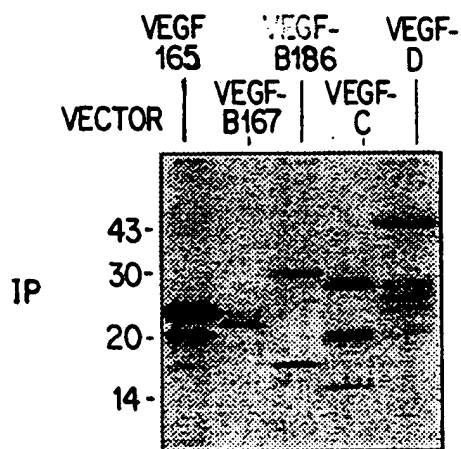 VEGF 165
VEGF-B186
VEGF-D
VECTOR
VEGF-B167
VEGF-C
43-
30-
IP
20-
14-